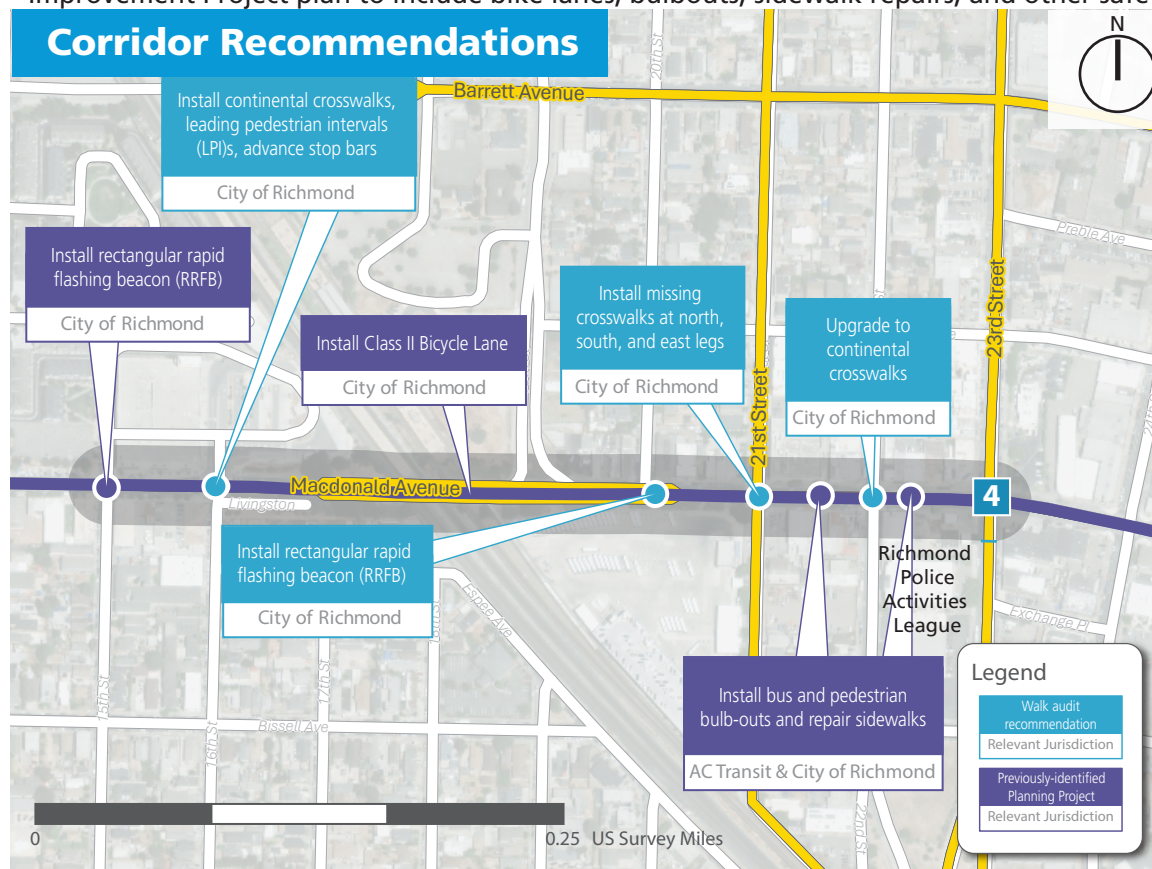 Improvement Project plan to include bike lanes, bulbouts, sidewalk repairs, and other safe
Corridor Recommendations
N
20th St
Barrett Avenue
Install continental crosswalks,
leading pedestrian intervals
(LPI)s, advance stop bars
City of Richmond
Preble Ave
Install rectangular rapid
flashing beacon (RRFB)
City of Richmond
Install Class II Bicycle Lane
City of Richmond
Install missing
crosswalks at north,
south, and east legs
City of Richmond
Upgrade to
continental
crosswalks
City of Richmond
23rd Street
21st Street
Macdonald Avenue
Livingston
4
Install rectangular rapid
flashing beacon (RRFB)
City of Richmond
Richmond
Police
Activities
League
Espee Ave
Exchange Pl
15th St
16th St
17th St
Bissell Ave
22nd St
Install bus and pedestrian
bulb-outs and repair sidewalks
AC Transit & City of Richmond
Legend
Walk audit
recommendation
Relevant Jurisdiction
Previously-identified
Planning Project
Relevant Jurisdiction
0
0.25 US Survey Miles